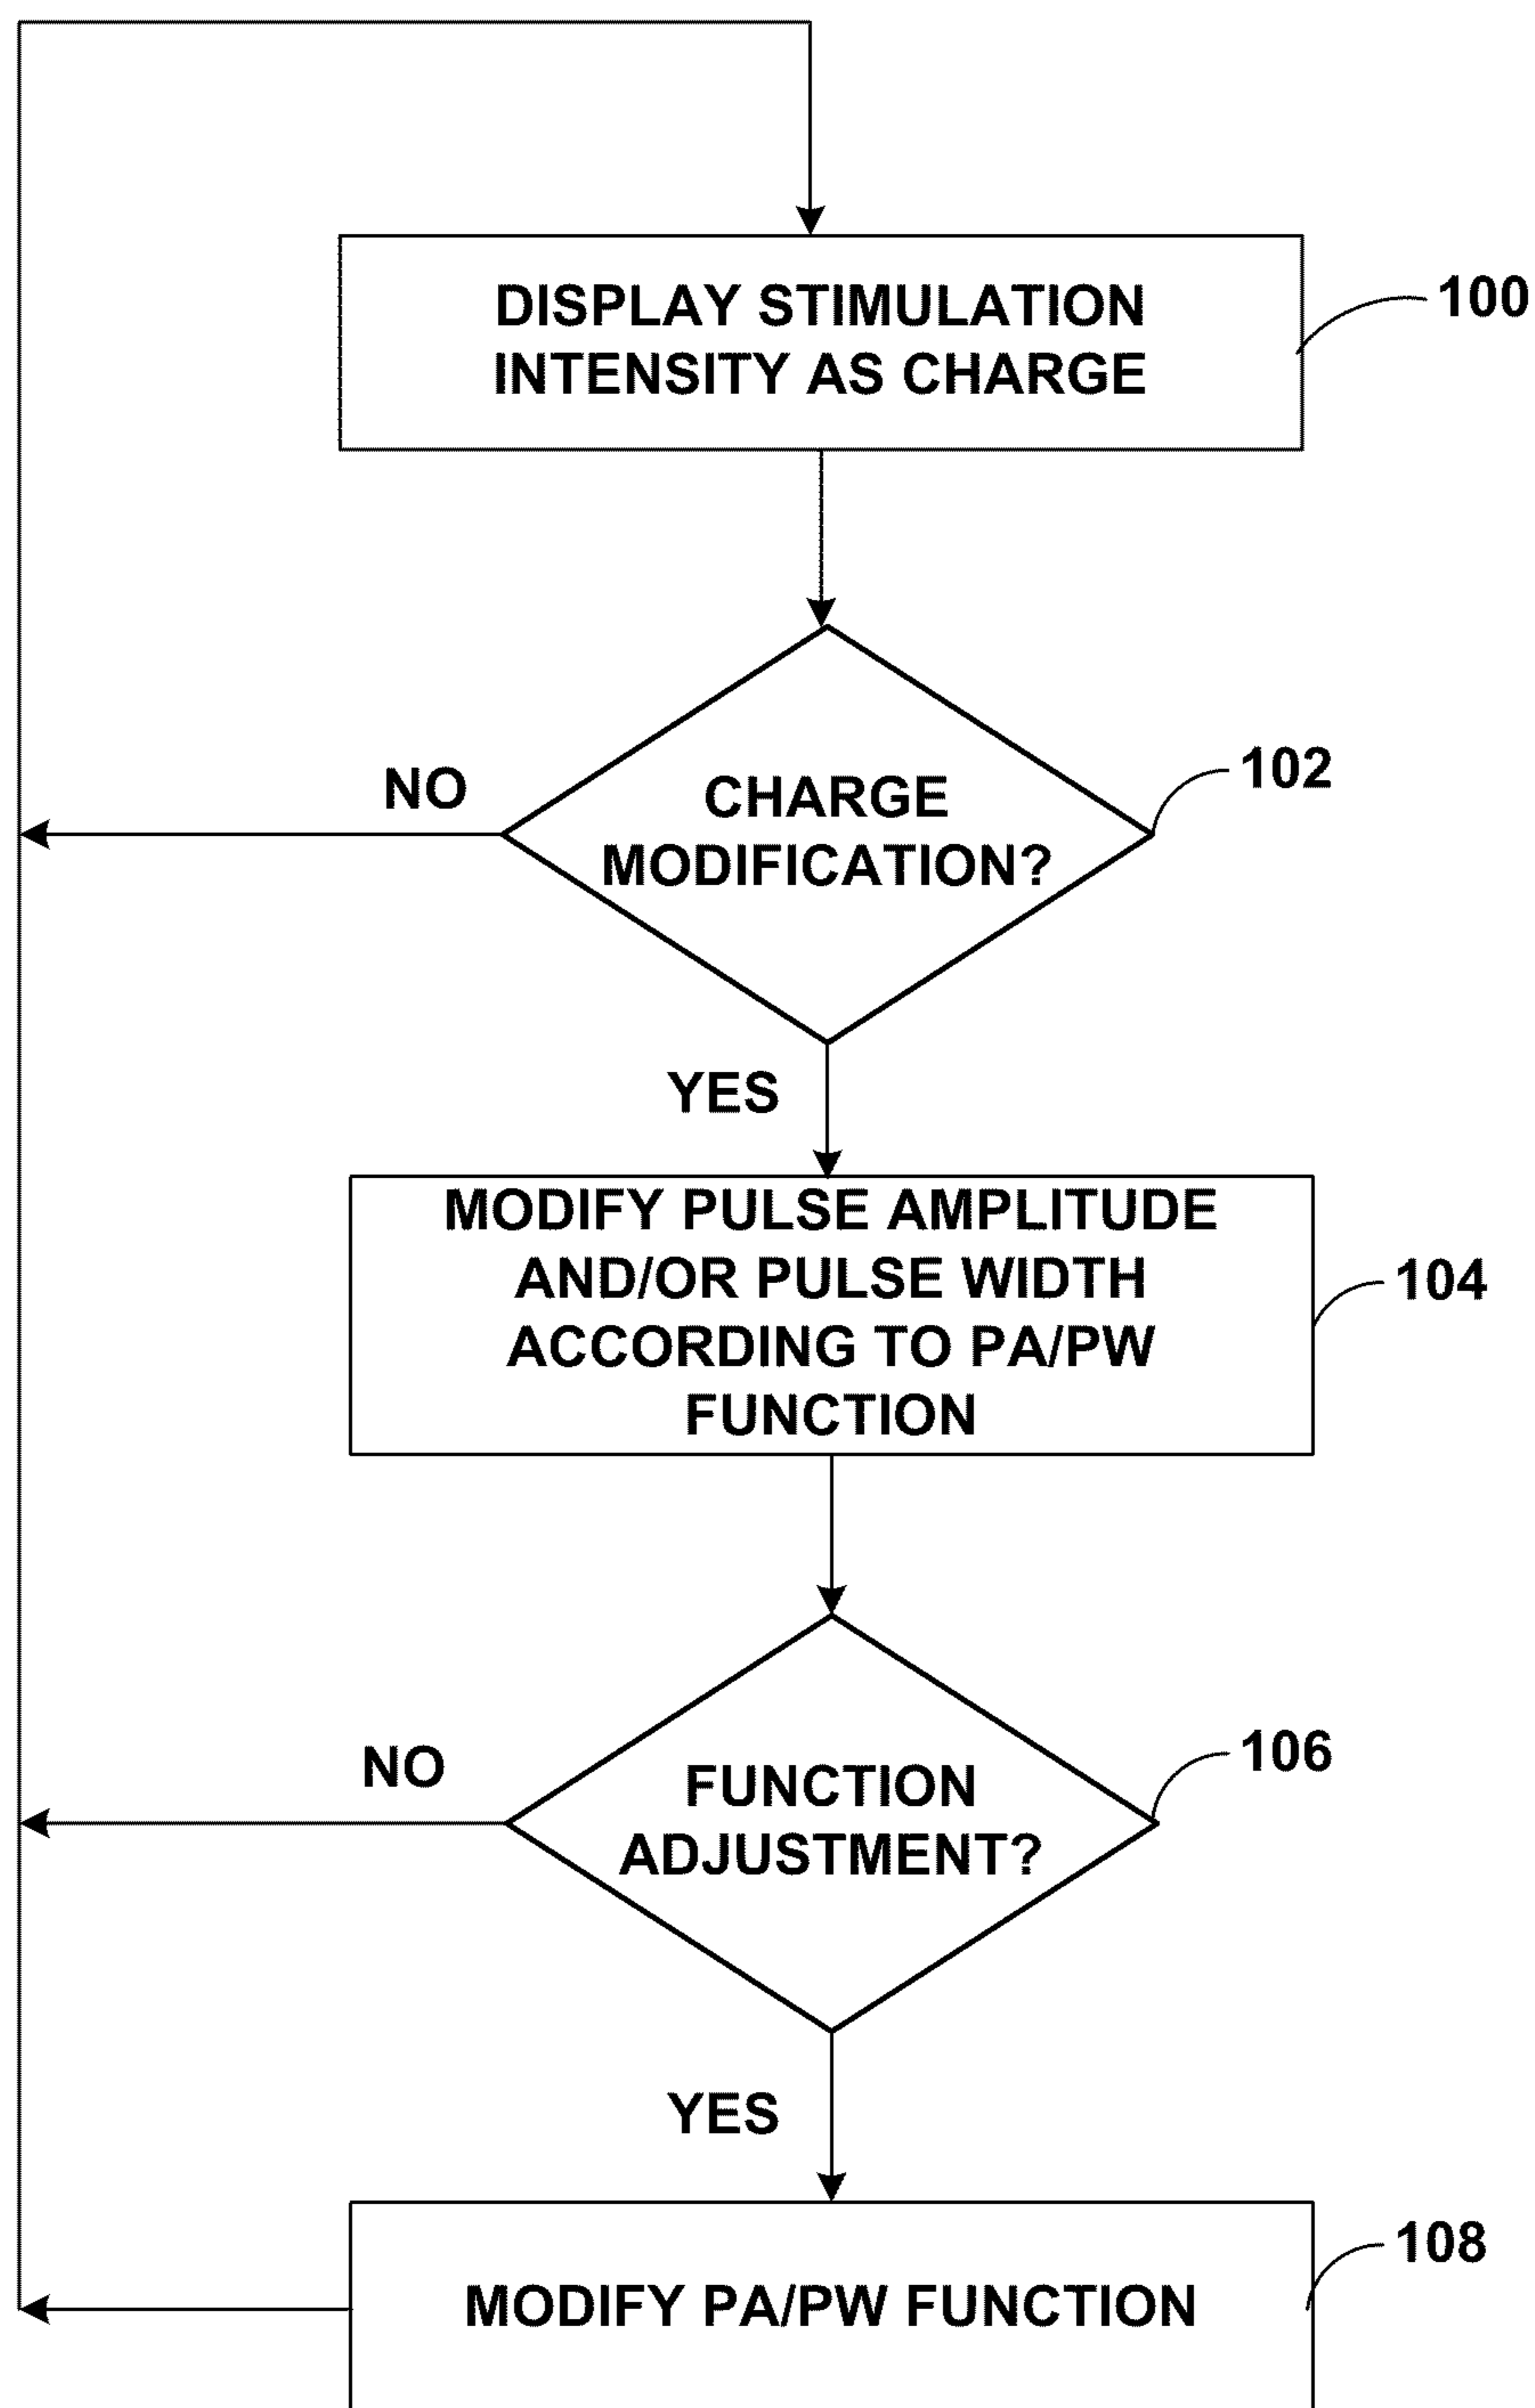 DISPLAY STIMULATION
INTENSITY AS CHARGE
100
NO
CHARGE
MODIFICATION?
102
YES
MODIFY PULSE AMPLITUDE
AND/OR PULSE WIDTH
ACCORDING TO PA/PW
FUNCTION
104
NO
FUNCTION
ADJUSTMENT?
106
YES
MODIFY PA/PW FUNCTION
108